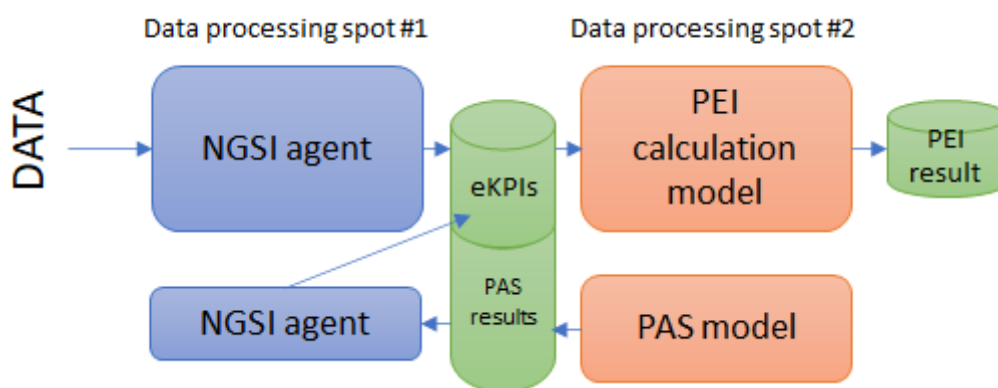 Data processing spot #1
Data processing spot #2
DATA
NGSI agent
eKPIs
PEI
calculation
model
PEI
result
NGSI agent
PAS
results
PAS model